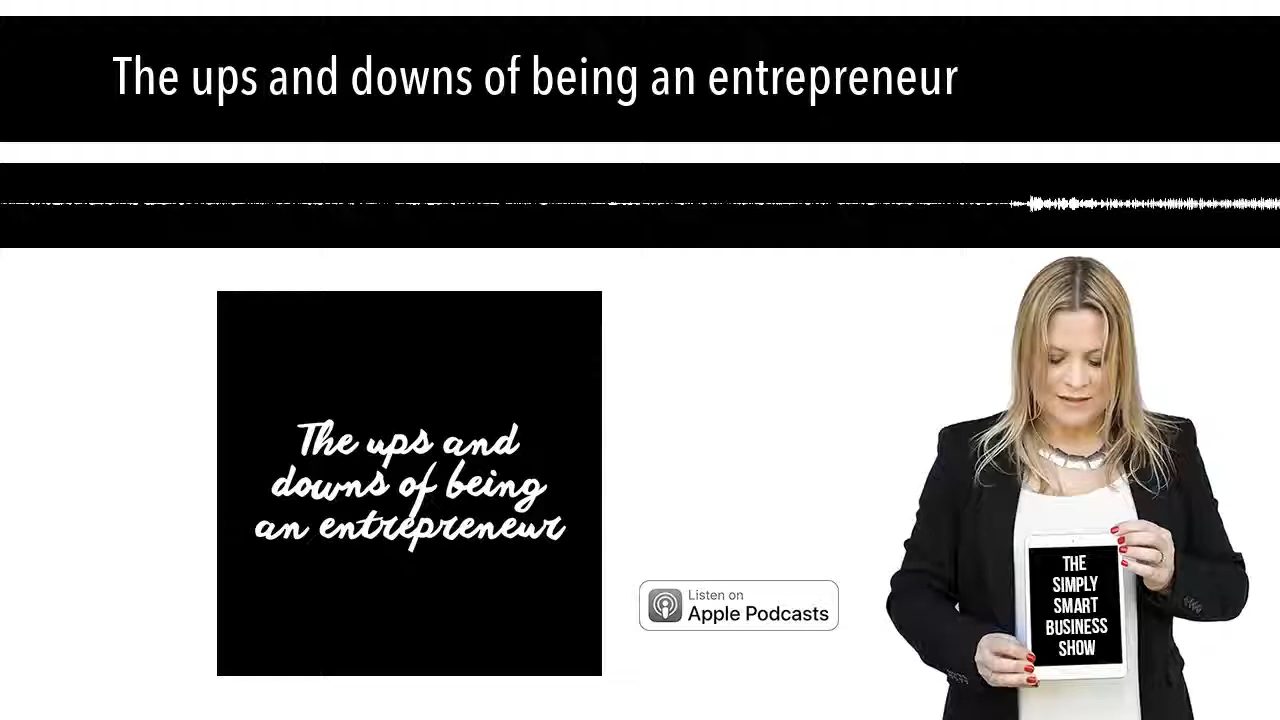 The ups and downs of being an entrepreneur
The ups and
downs of being
an entrepreneur
Listen on
Apple Podcasts
THE
SIMPLY
SMART
BUSINESS
SHOW